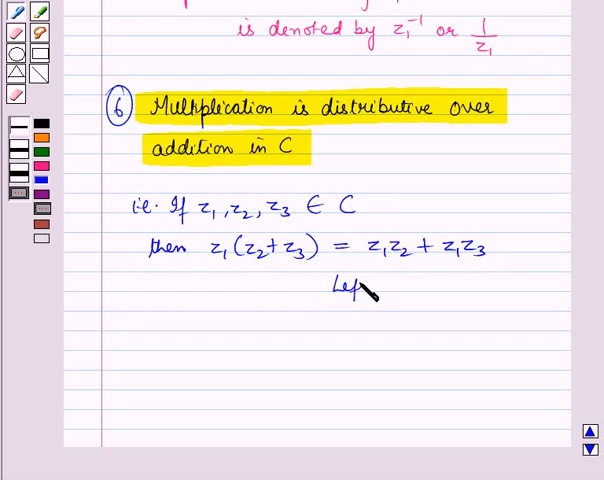 is denoted by z₁⁻¹ or 1/z₁
⑥ Multiplication is distributive over
addition in C
i.e. If z₁, z₂, z₃ ∈ C
then z₁(z₂+z₃) = z₁z₂ + z₁z₃
Lef